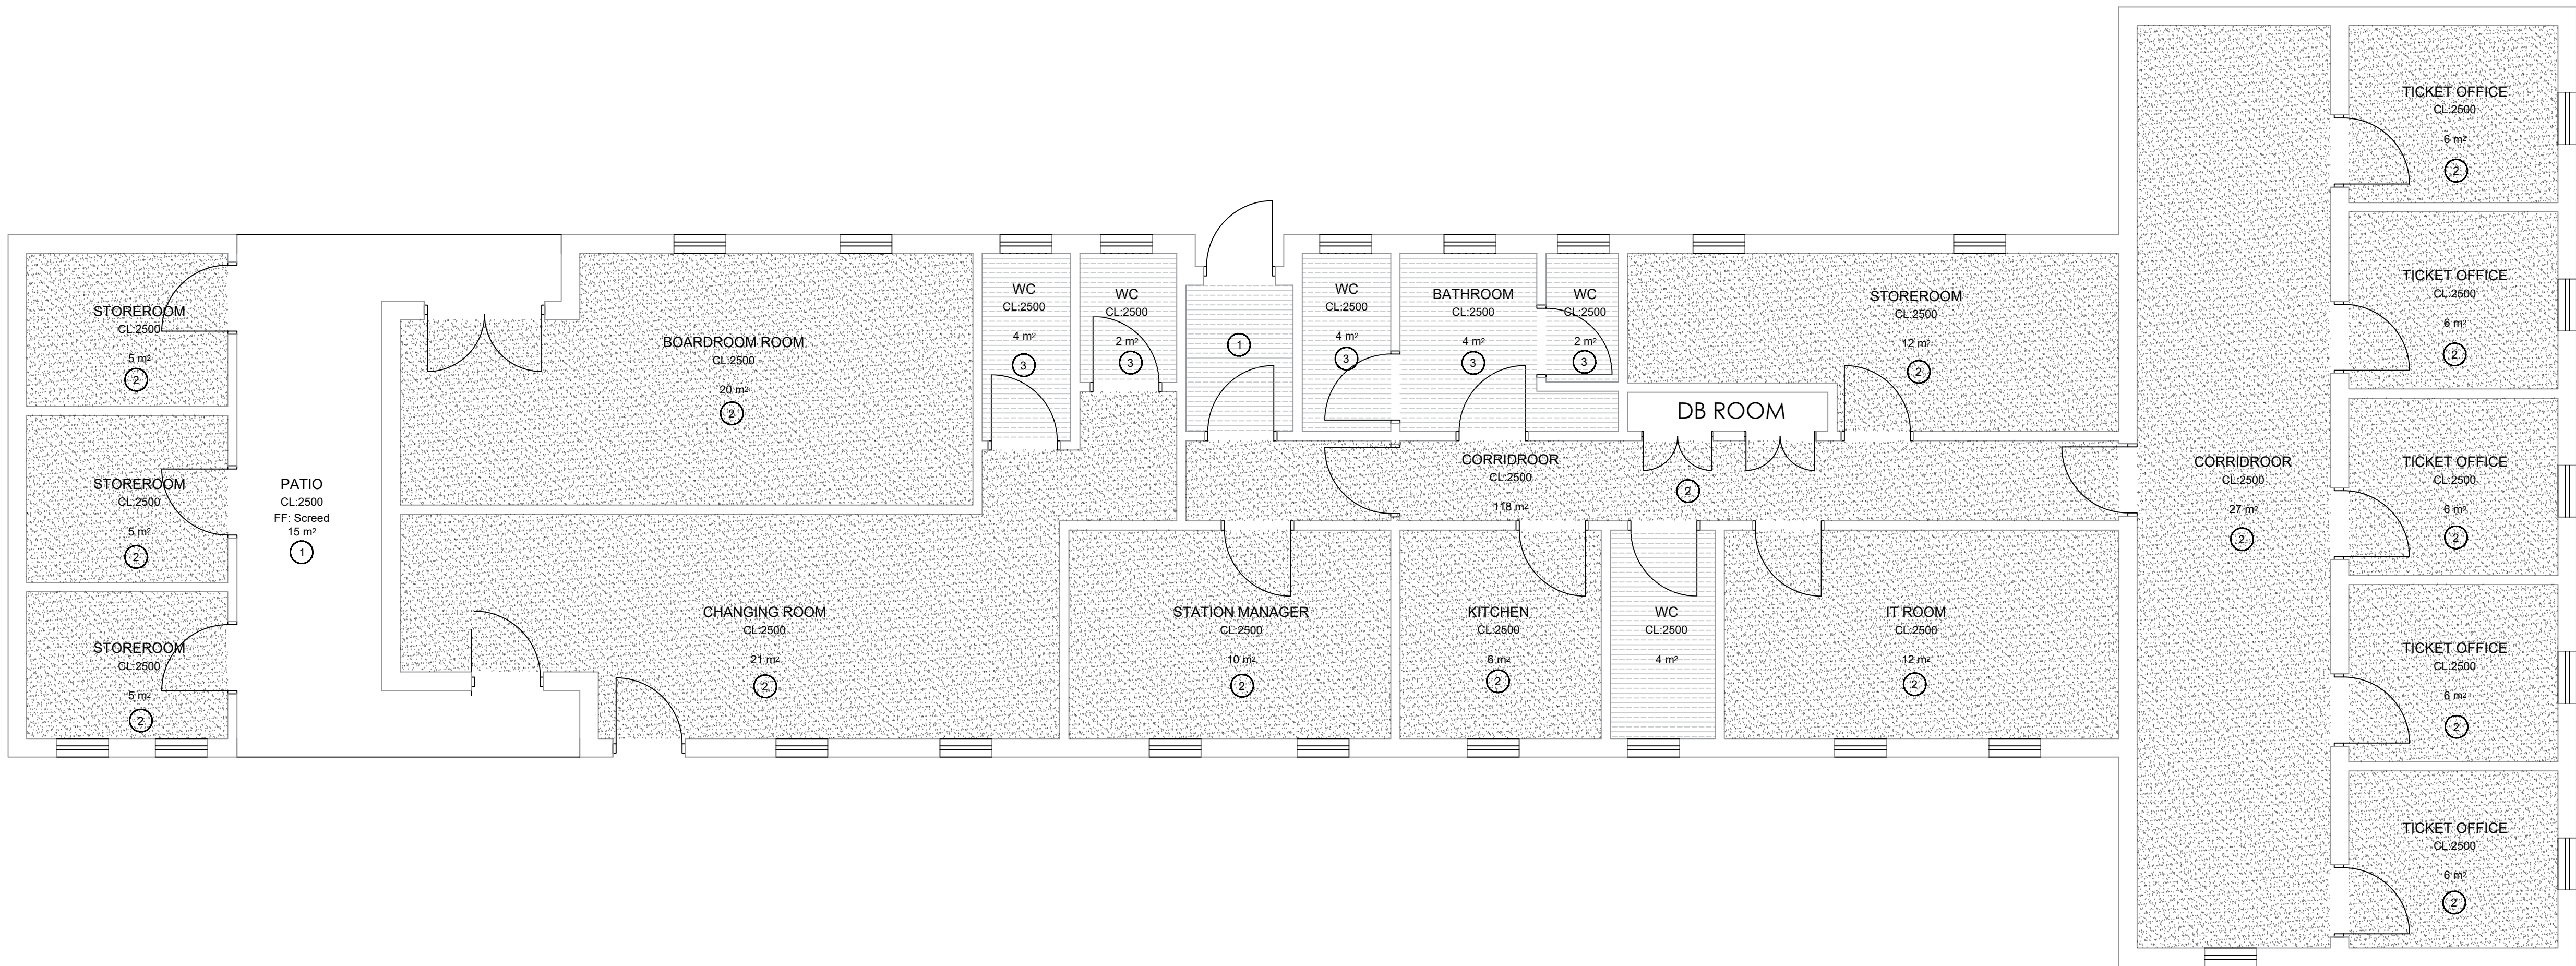 STOREROOM
CL:2500
5 m²
2
STOREROOM
CL:2500
5 m²
2
STOREROOM
CL:2500
5 m²
2
PATIO
CL:2500
FF: Screed
15 m²
1
BOARDROOM ROOM
CL:2500
20 m²
2
CHANGING ROOM
CL:2500
21 m²
2
WC
CL:2500
4 m²
3
WC
CL:2500
2 m²
3
1
WC
CL:2500
4 m²
3
BATHROOM
CL:2500
4 m²
3
WC
CL:2500
2 m²
3
STOREROOM
CL:2500
12 m²
2
DB ROOM
CORRIDROOR
CL:2500
118 m²
2
STATION MANAGER
CL:2500
10 m²
2
KITCHEN
CL:2500
6 m²
2
WC
CL:2500
4 m²
IT ROOM
CL:2500
12 m²
2
CORRIDROOR
CL:2500
27 m²
2
TICKET OFFICE
CL:2500
6 m²
2
TICKET OFFICE
CL:2500
6 m²
2
TICKET OFFICE
CL:2500
6 m²
2
TICKET OFFICE
CL:2500
6 m²
2
TICKET OFFICE
CL:2500
6 m²
2